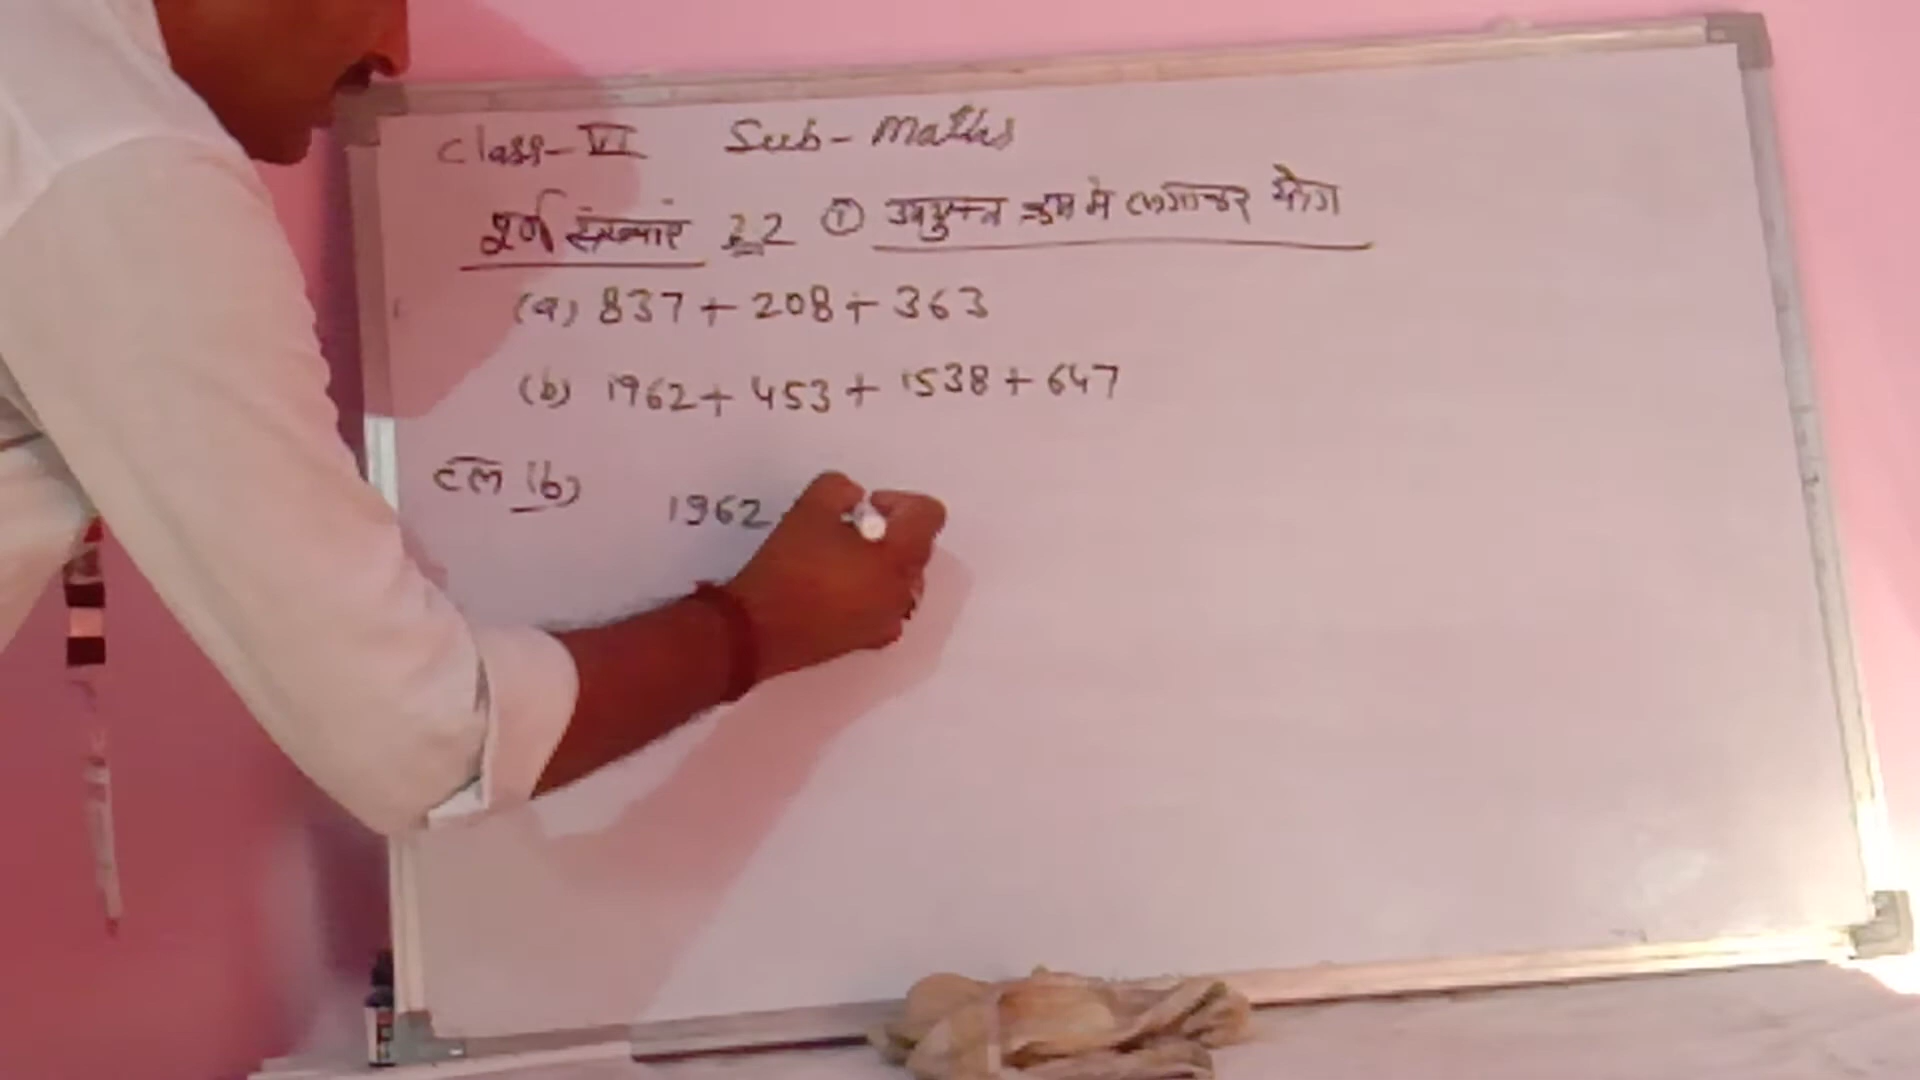 Class-VI Sub-Maths
पूर्ण संख्याएं 2.2 ① उपयुक्त क्रम में लगाकर योग
(a) 837 + 208 + 363
(b) 1962 + 453 + 1538 + 647
हल (b) 1962